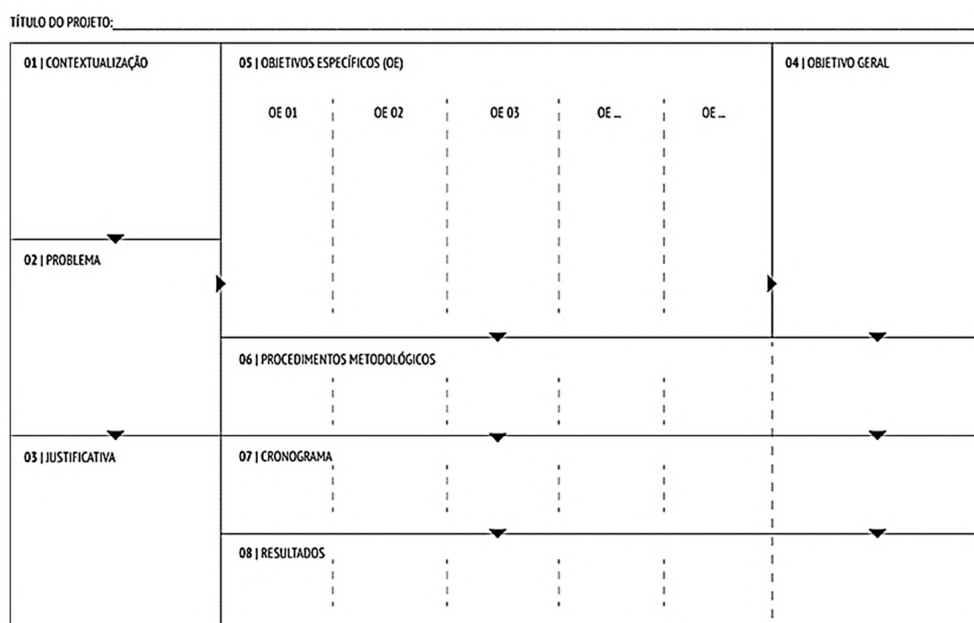 TÍTULO DO PROJETO:
01 | CONTEXTUALIZAÇÃO
02 | PROBLEMA
03 | JUSTIFICATIVA
05 | OBJETIVOS ESPECÍFICOS (OE)
OE 01 OE 02 OE 03 OE ... OE ...
04 | OBJETIVO GERAL
06 | PROCEDIMENTOS METODOLÓGICOS
07 | CRONOGRAMA
08 | RESULTADOS